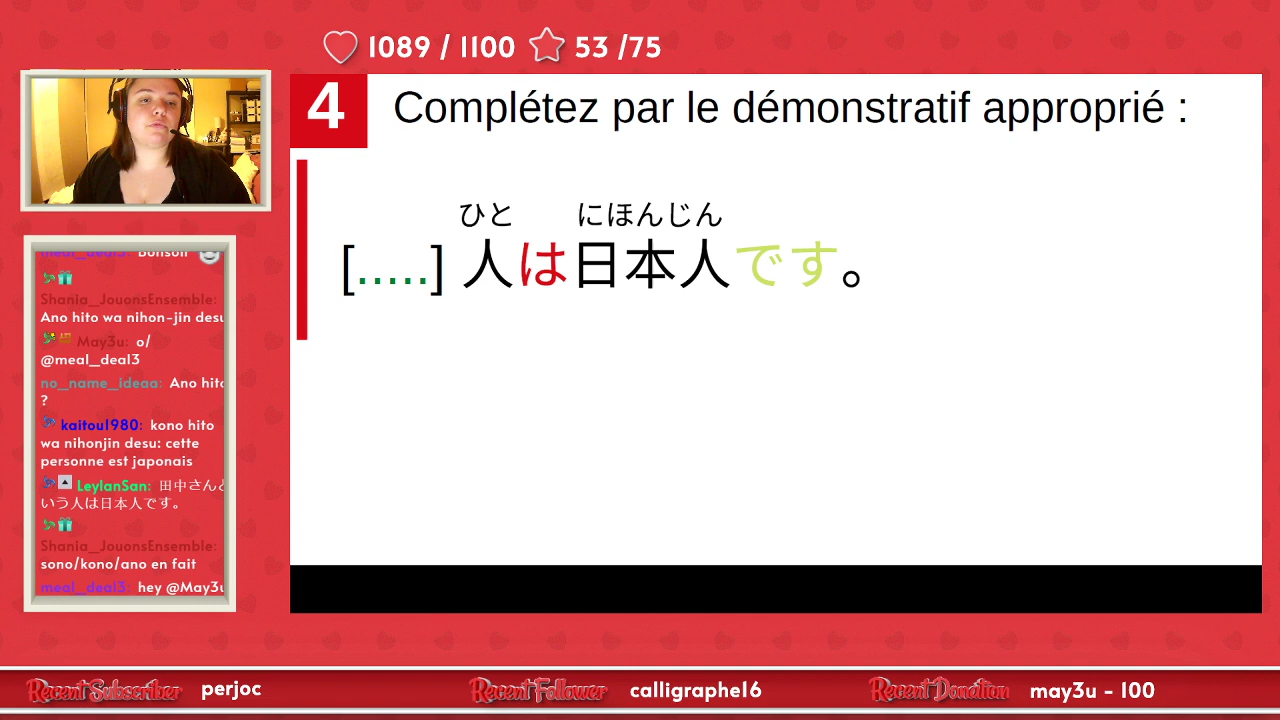 1089 / 1100 53 /75
4 Complétez par le démonstratif approprié :
ひと にほんじん
[.....] 人は日本人です。
meal_deal3: Bonsoir
Shania_JouonsEnsemble:
Ano hito wa nihon-jin desu
May3u: o/
@meal_deal3
no_name_ideaa: Ano hito
?
kaitou1980: kono hito
wa nihonjin desu: cette
personne est japonais
LeylanSan: 田中さんと
いう人は日本人です。
Shania_JouonsEnsemble:
sono/kono/ano en fait
meal_deal3: hey @May3u
Recent Subscriber perjoc Recent Follower calligraphe16 Recent Donation may3u - 100